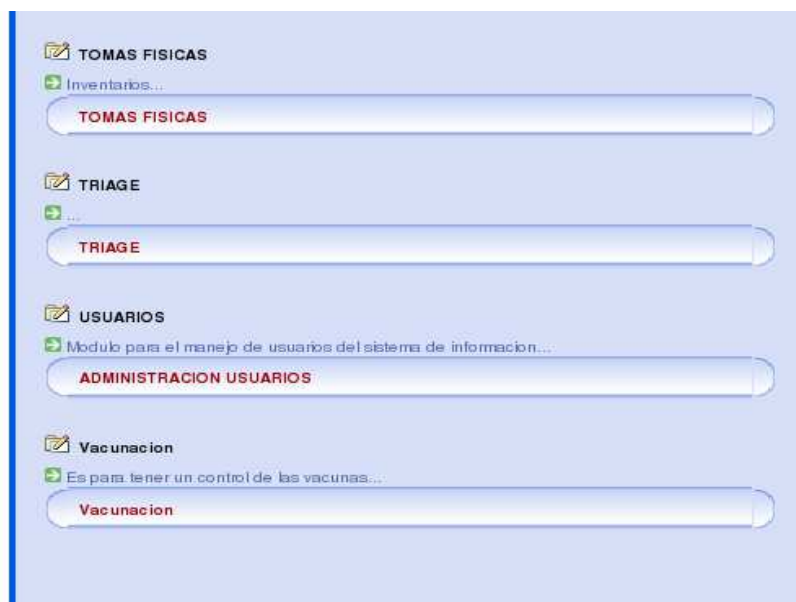 TOMAS FISICAS
Inventarios...
TOMAS FISICAS
TRIAGE
...
TRIAGE
USUARIOS
Modulo para el manejo de usuarios del sistema de informacion...
ADMINISTRACION USUARIOS
Vacunacion
Es para tener un control de las vacunas...
Vacunacion